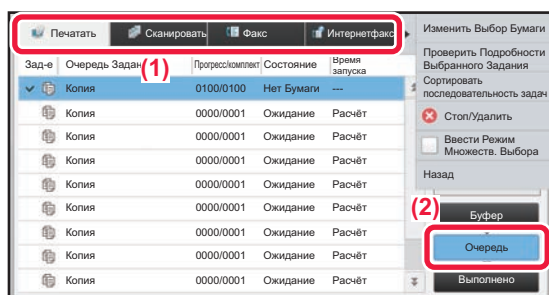 Печатать Сканировать Факс Интернетфакс
(1)
Зад-е Очередь Задан Прогресс/комплект Состояние Время запуска
Копия 0100/0100 Нет Бумаги ---
Копия 0000/0001 Ожидание Расчёт
Копия 0000/0001 Ожидание Расчёт
Копия 0000/0001 Ожидание Расчёт
Копия 0000/0001 Ожидание Расчёт
Копия 0000/0001 Ожидание Расчёт
Копия 0000/0001 Ожидание Расчёт
Копия 0000/0001 Ожидание Расчёт
Копия 0000/0001 Ожидание Расчёт
Изменить Выбор Бумаги
Проверить Подробности
Выбранного Задания
Сортировать
последовательность задач
Стоп/Удалить
Ввести Режим
Множеств. Выбора
Назад
(2)
Буфер
Очередь
Выполнено